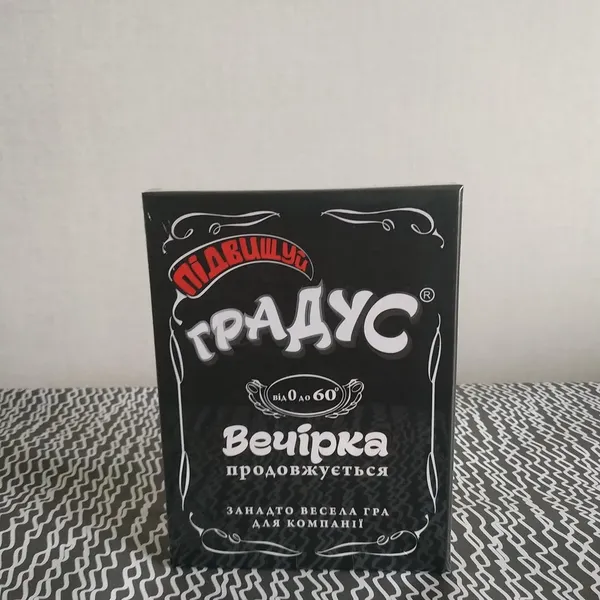 ПІДВИЩУЙ
ГРАДУС®
від 0 до 60°
Вечірка
продовжується
ЗАНАДТО ВЕСЕЛА ГРА
ДЛЯ КОМПАНІЇ